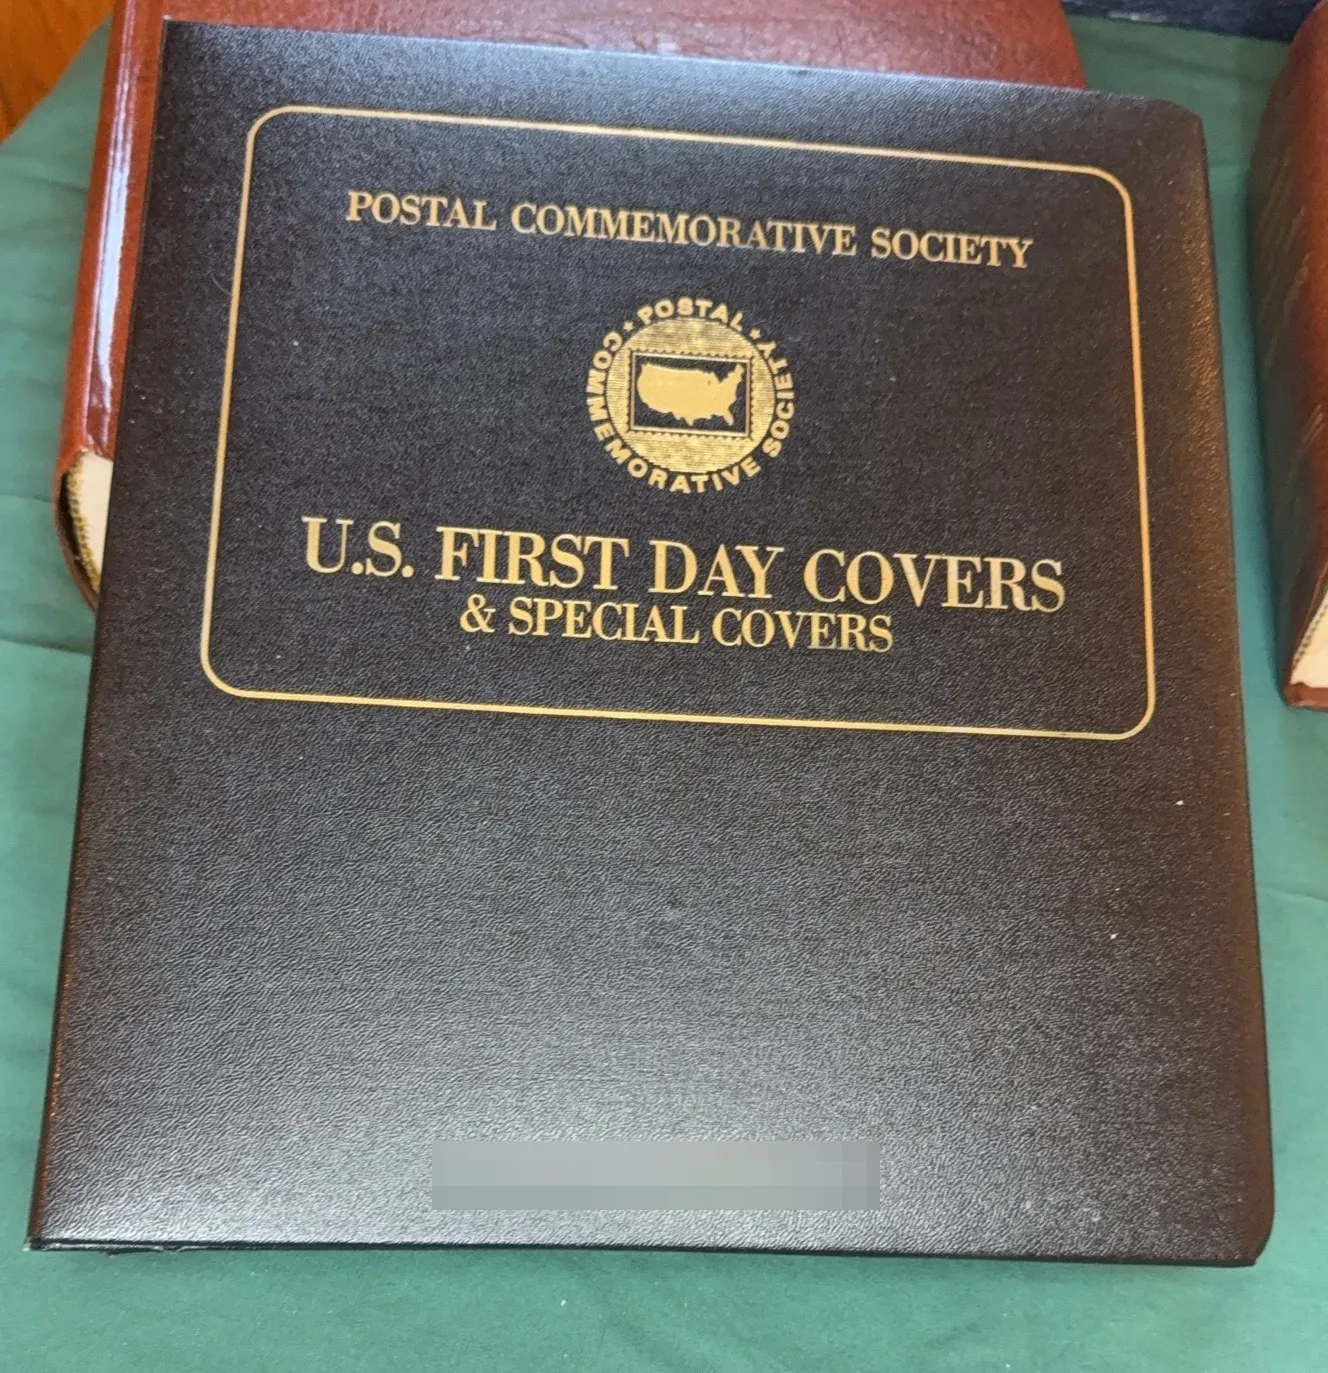 POSTAL COMMEMORATIVE SOCIETY
★ POSTAL ★
COMMEMORATIVE SOCIETY
U.S. FIRST DAY COVERS
& SPECIAL COVERS